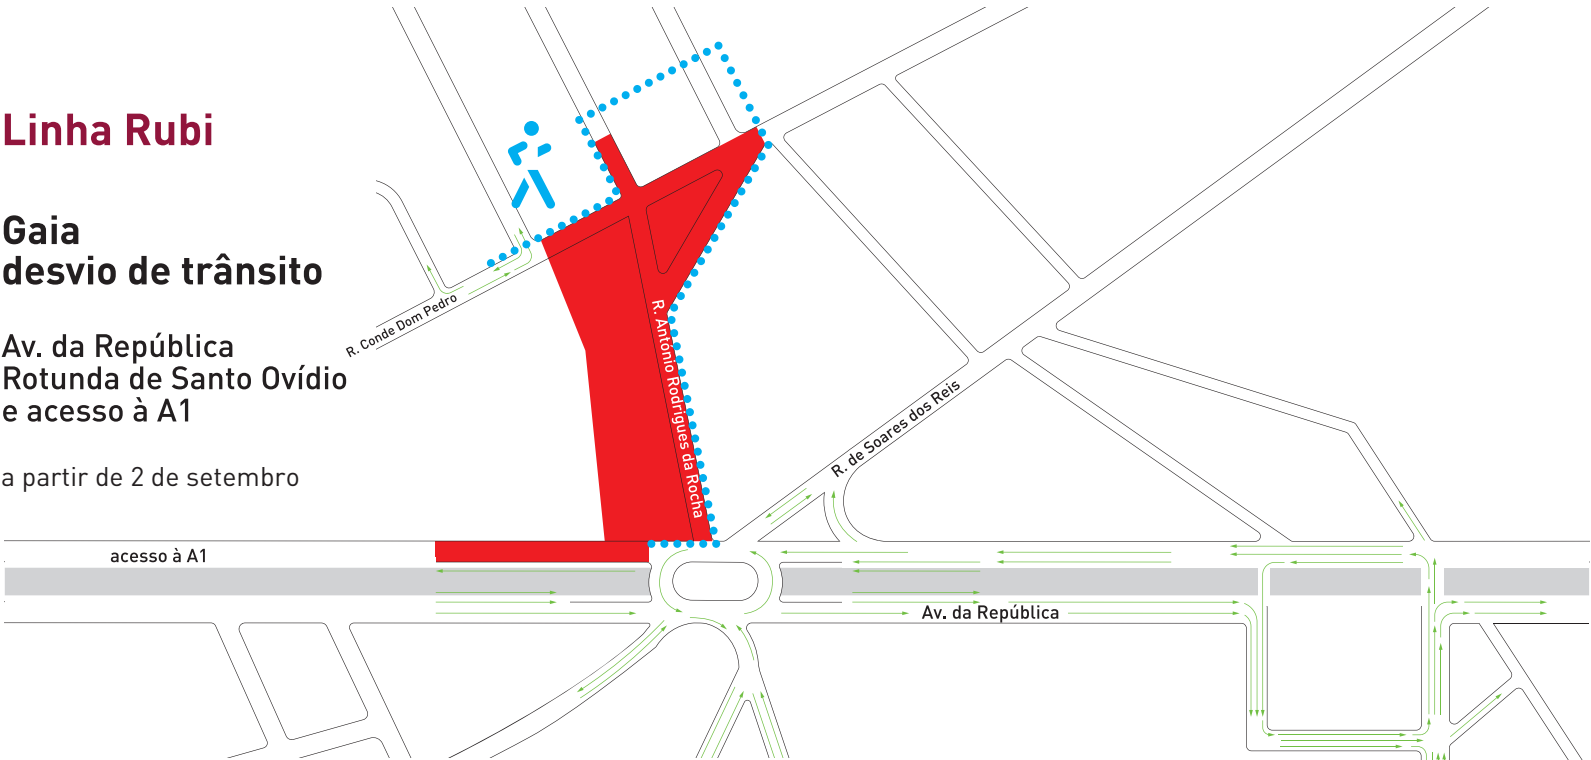 Linha Rubi
Gaia
desvio de trânsito
Av. da República
Rotunda de Santo Ovídio
e acesso à A1
a partir de 2 de setembro
R. Conde Dom Pedro
R. António Rodrigues da Rocha
R. de Soares dos Reis
acesso à A1
Av. da República